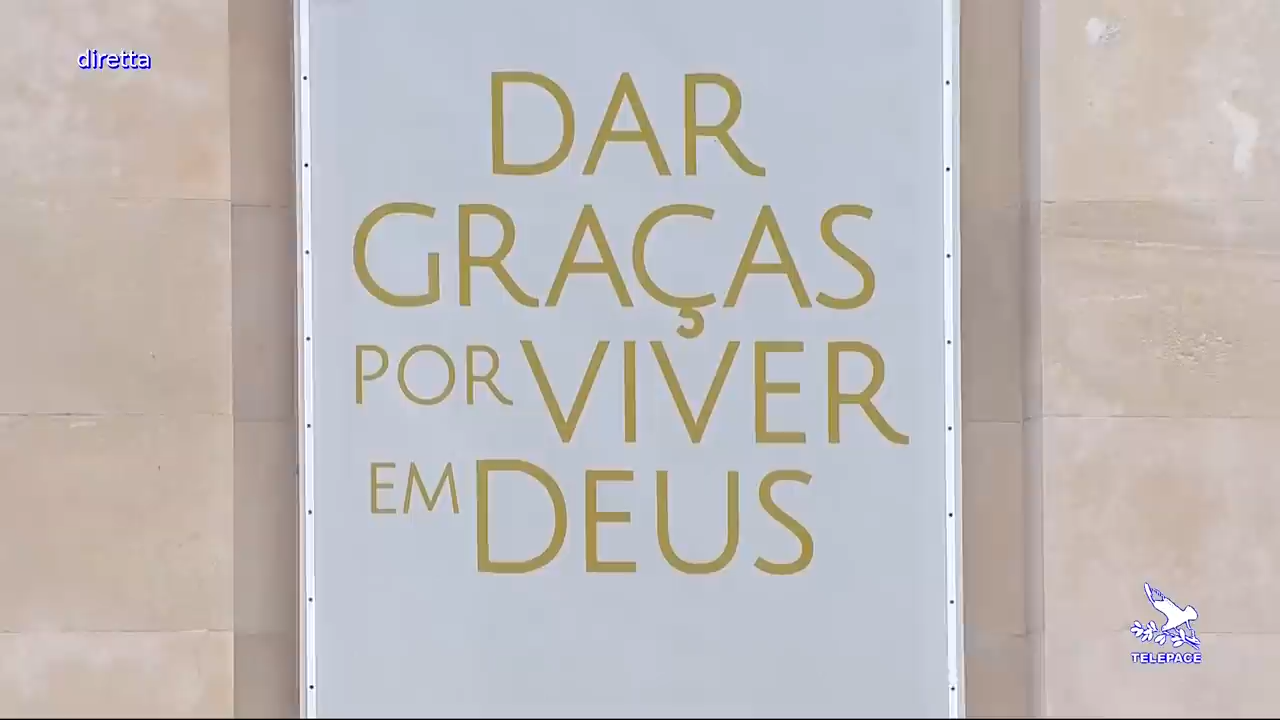 diretta
DAR
GRAÇAS
POR VIVER
EM DEUS
TELEPACE